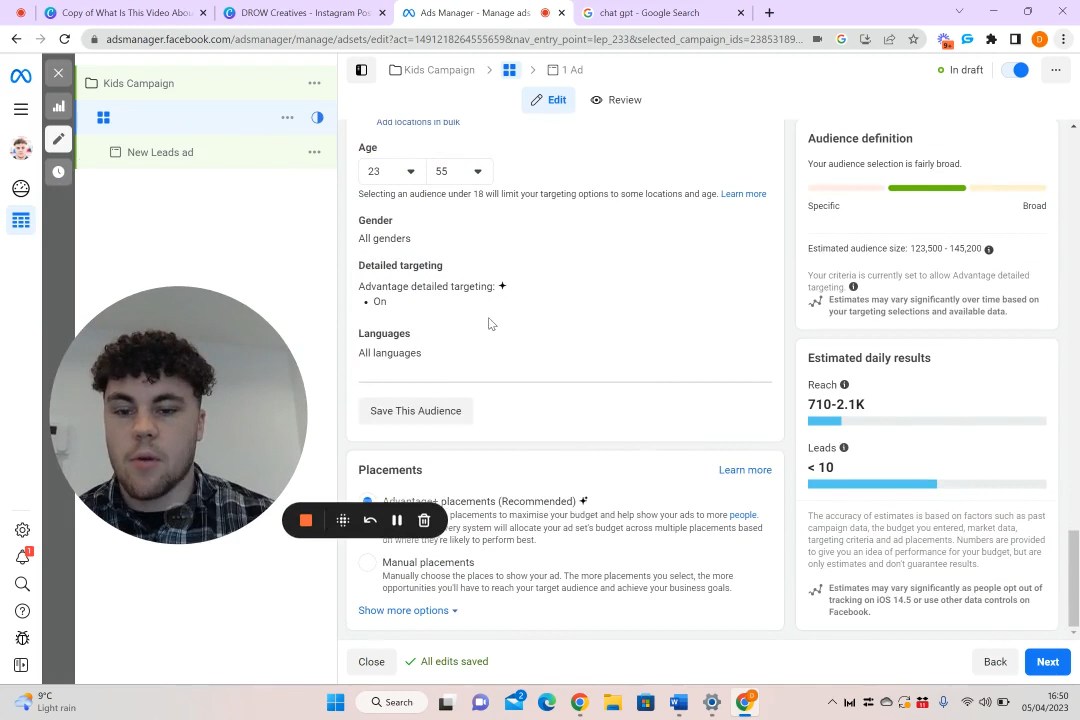 Copy of What Is This Video Abou
DROW Creatives - Instagram Pos
Ads Manager - Manage ads
chat gpt - Google Search
adsmanager.facebook.com/adsmanager/manage/adsets/edit?act=1491218264555659&nav_entry_point=lep_233&selected_campaign_ids=23853189...
9+
D
Kids Campaign
New Leads ad
Kids Campaign
1 Ad
In draft
Edit
Review
Add locations in bulk
Age
23
55
Selecting an audience under 18 will limit your targeting options to some locations and age. Learn more
Gender
All genders
Detailed targeting
Advantage detailed targeting:
On
Languages
All languages
Save This Audience
Placements
Learn more
Advantage+ placements (Recommended)
placements to maximise your budget and help show your ads to more people.
ery system will allocate your ad set's budget across multiple placements based
on where they're likely to perform best.
Manual placements
Manually choose the places to show your ad. The more placements you select, the more
opportunities you'll have to reach your target audience and achieve your business goals.
Show more options
Audience definition
Your audience selection is fairly broad.
Specific
Broad
Estimated audience size: 123,500 - 145,200
Your criteria is currently set to allow Advantage detailed
targeting.
Estimates may vary significantly over time based on
your targeting selections and available data.
Estimated daily results
Reach
710-2.1K
Leads
< 10
The accuracy of estimates is based on factors such as past
campaign data, the budget you entered, market data,
targeting criteria and ad placements. Numbers are provided
to give you an idea of performance for your budget, but are
only estimates and don't guarantee results.
Estimates may vary significantly as people opt out of
tracking on iOS 14.5 or use other data controls on
Facebook.
Close
All edits saved
Back
Next
1
9°C
Light rain
Search
2
16:50
05/04/2023